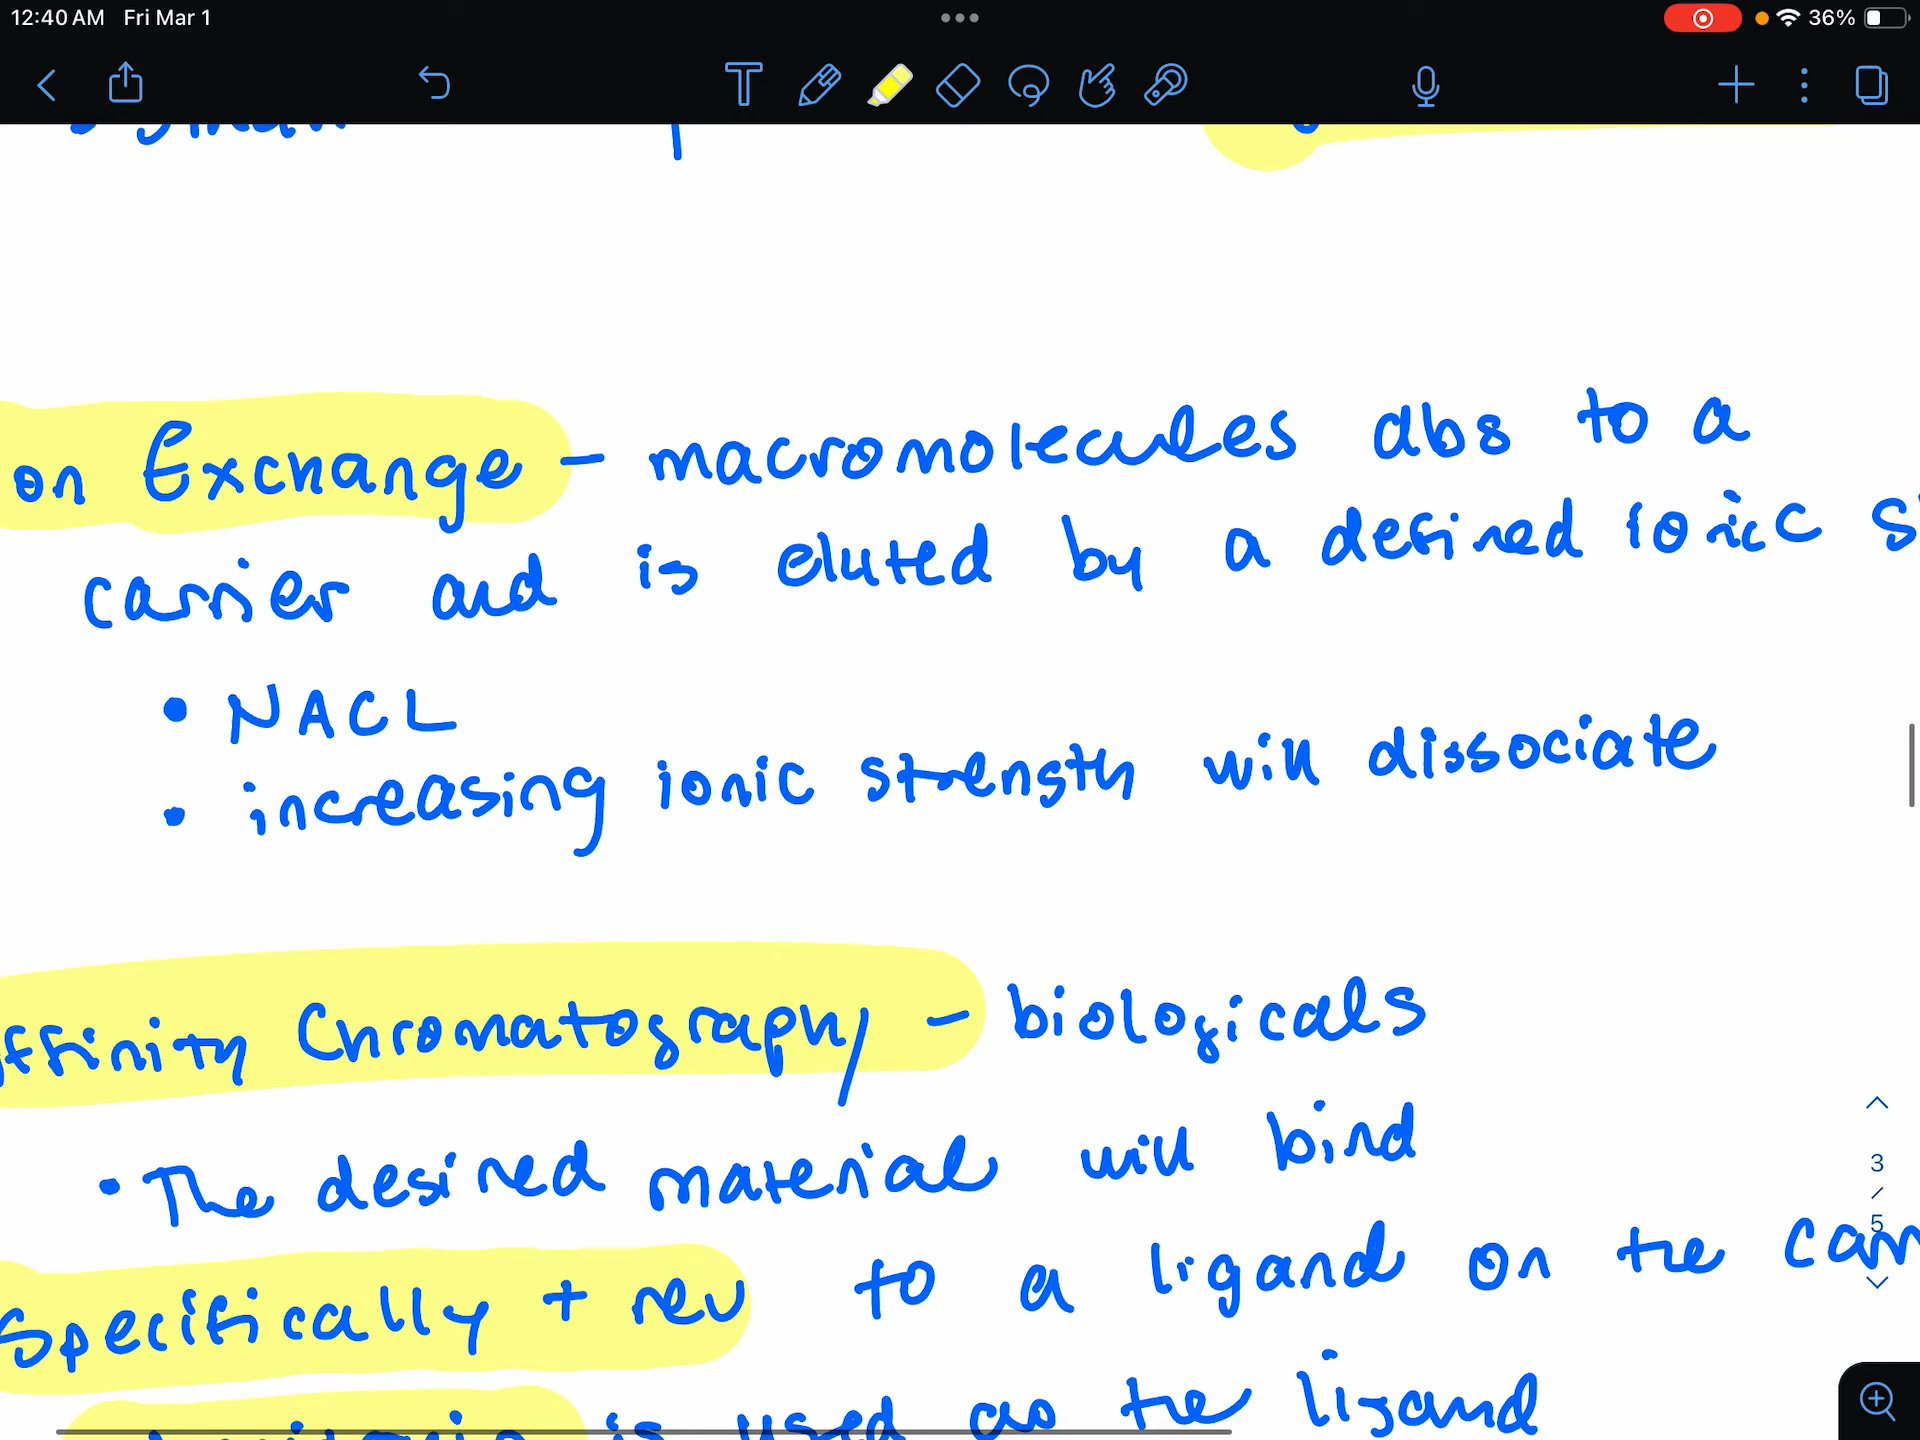 12:40 AM Fri Mar 1
36%
on Exchange - macromolecules abs to a
carrier and is eluted by a defined ionic s
• NACL
• increasing ionic strength will dissociate
ffinity Chromatography - biologicals
• The desired material will bind
Specifically + rev to a ligand on the carr
is used as the ligand
3
/
5